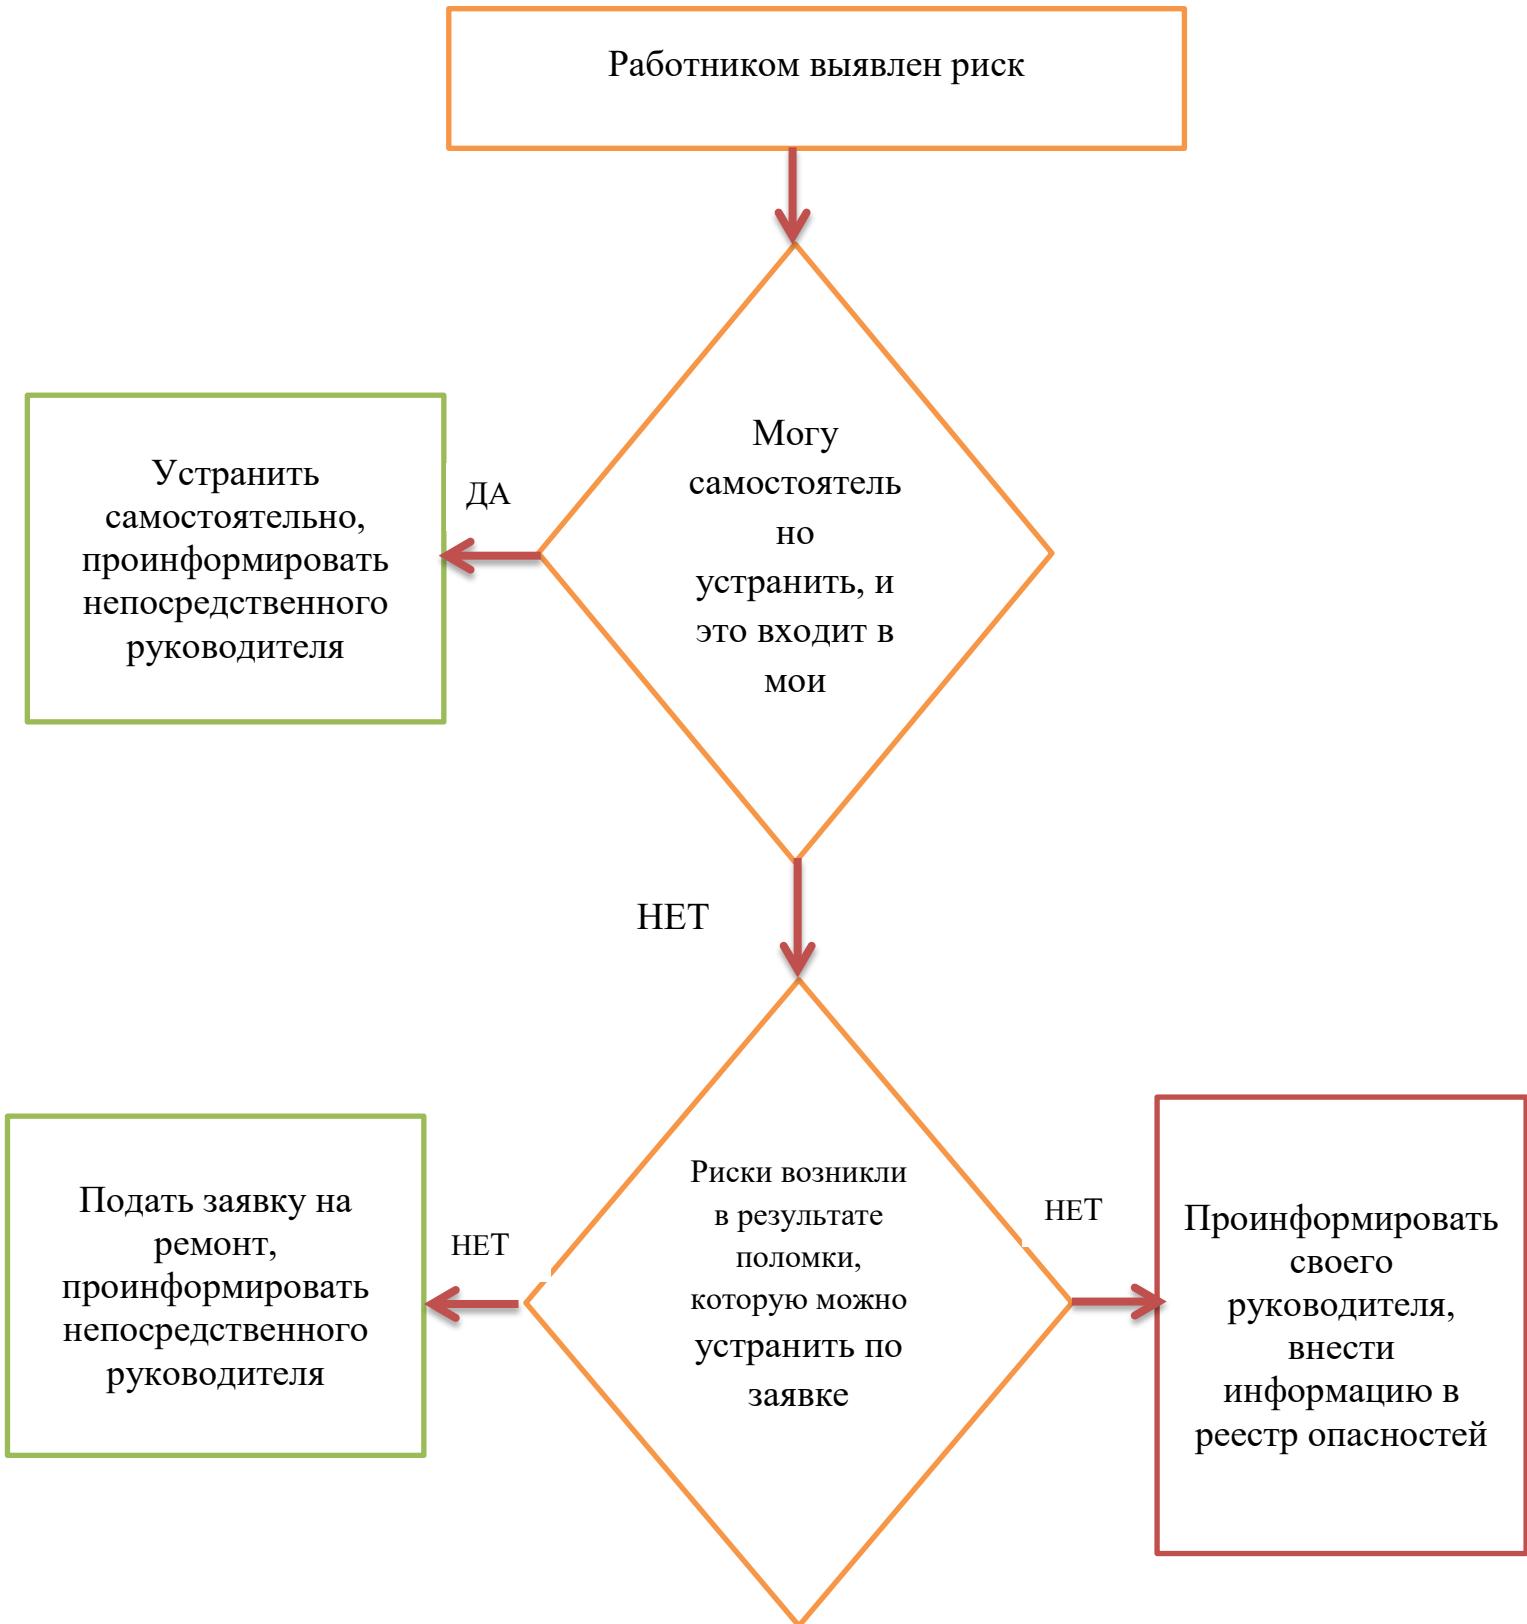 Работником выявлен риск
Могу
самостоятель
но
устранить, и
это входит в
мои
ДА
Устранить
самостоятельно,
проинформировать
непосредственного
руководителя
НЕТ
Риски возникли
в результате
поломки,
которую можно
устранить по
заявке
НЕТ
Подать заявку на
ремонт,
проинформировать
непосредственного
руководителя
НЕТ
Проинформировать
своего
руководителя,
внести
информацию в
реестр опасностей